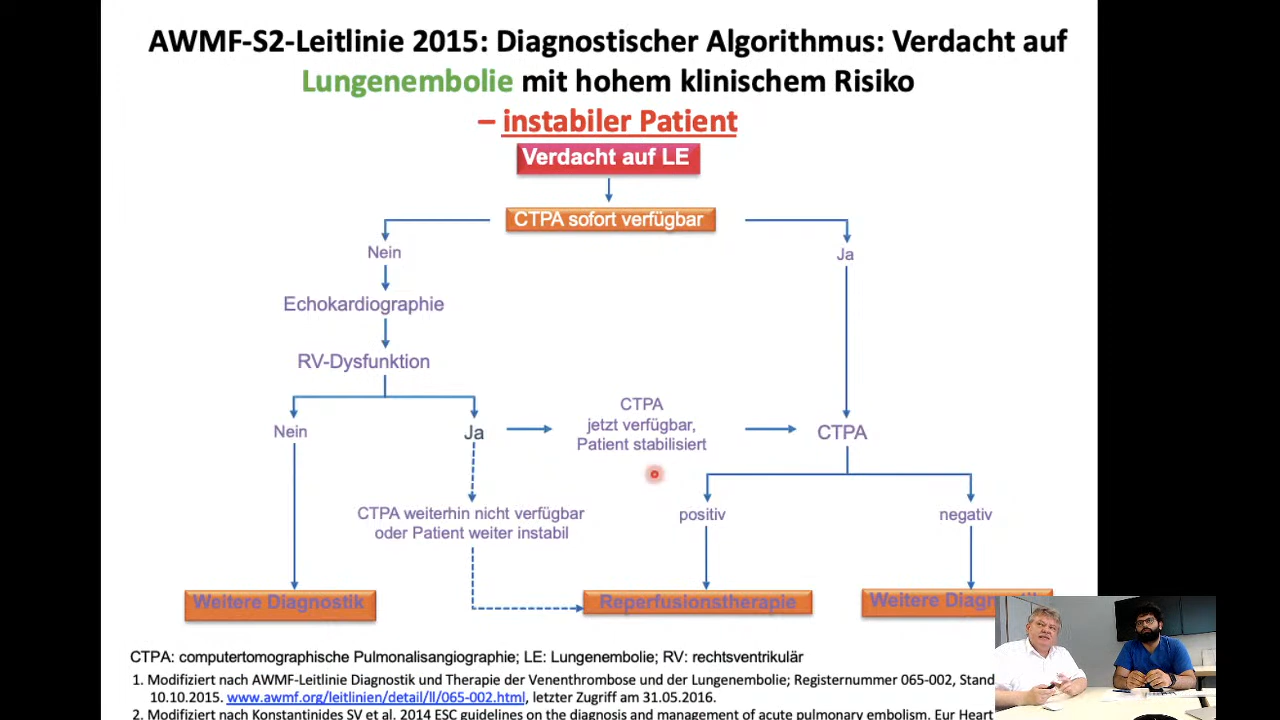 AWMF-S2-Leitlinie 2015: Diagnostischer Algorithmus: Verdacht auf
Lungenembolie mit hohem klinischem Risiko
– instabiler Patient
Verdacht auf LE
CTPA sofort verfügbar
Nein
Ja
Echokardiographie
RV-Dysfunktion
Nein
Ja
CTPA
jetzt verfügbar,
Patient stabilisiert
CTPA
CTPA weiterhin nicht verfügbar
oder Patient weiter instabil
positiv
negativ
Weitere Diagnostik
Reperfusionstherapie
Weitere
CTPA: computertomographische Pulmonalisangiographie; LE: Lungenembolie; RV: rechtsventrikulär
1. Modifiziert nach AWMF-Leitlinie Diagnostik und Therapie der Venenthrombose und der Lungenembolie; Registernummer 065-002, Stand
10.10.2015. www.awmf.org/leitlinien/detail/ll/065-002.html, letzter Zugriff am 31.05.2016.
2. Modifiziert nach Konstantinides SV et al. 2014 ESC guidelines on the diagnosis and management of acute pulmonary embolism. Eur Heart